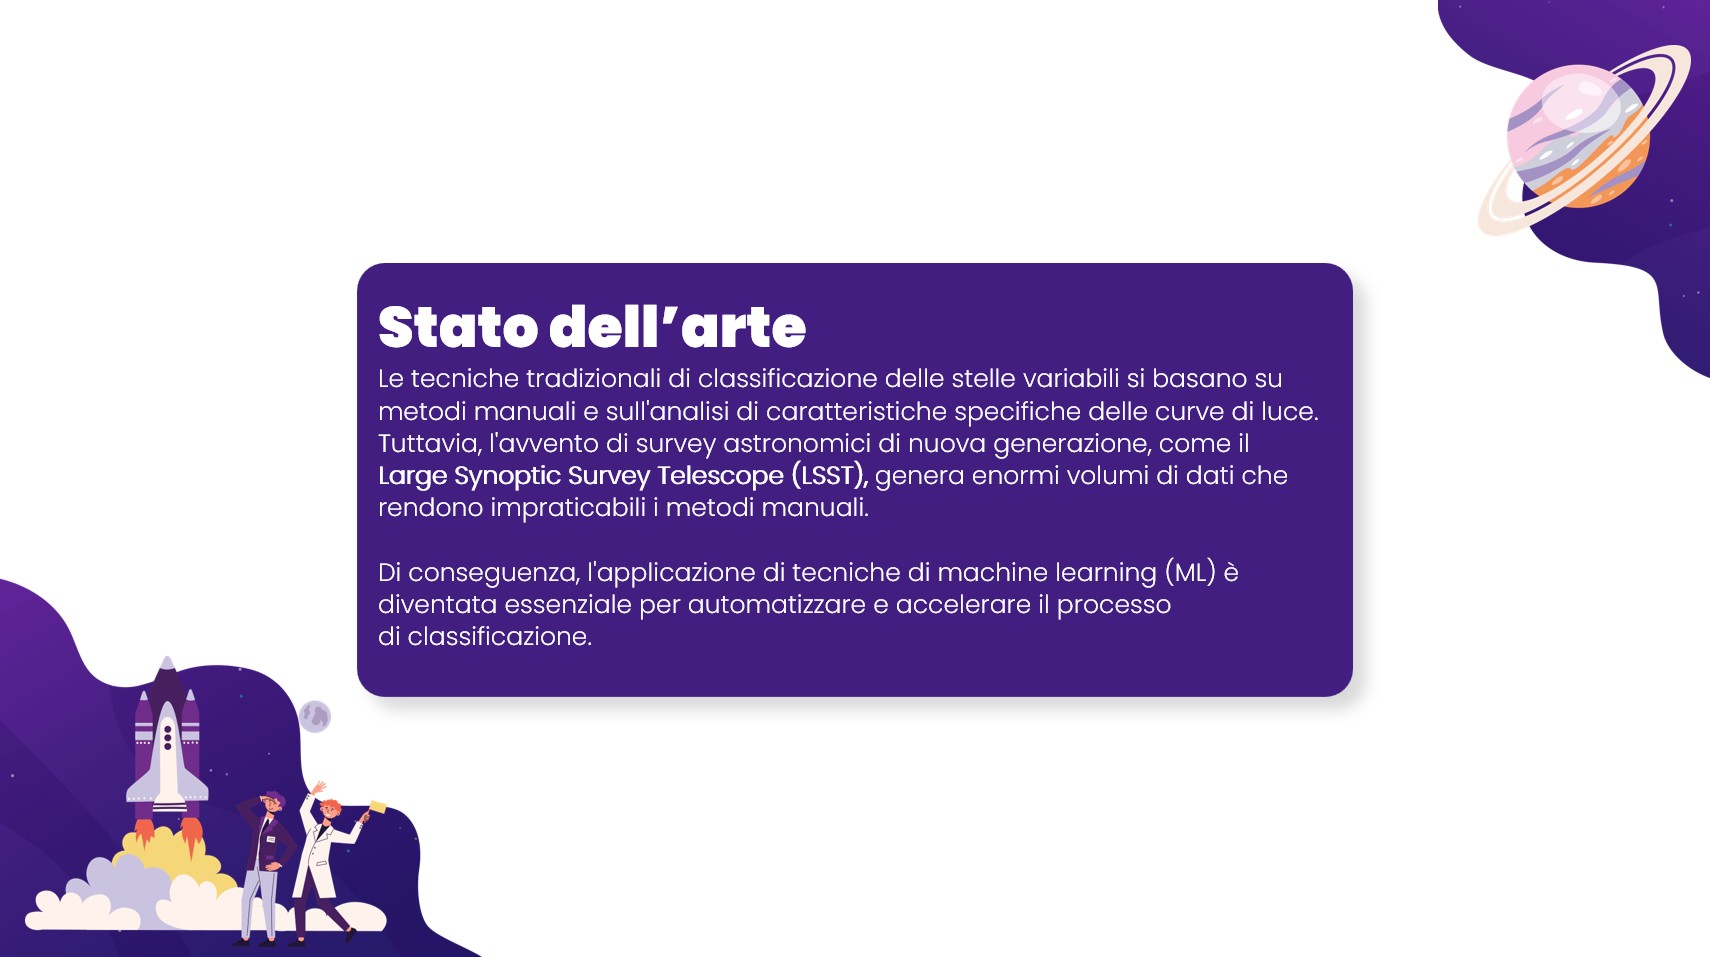 Stato dell’arte
Le tecniche tradizionali di classificazione delle stelle variabili si basano su
metodi manuali e sull'analisi di caratteristiche specifiche delle curve di luce.
Tuttavia, l'avvento di survey astronomici di nuova generazione, come il
Large Synoptic Survey Telescope (LSST), genera enormi volumi di dati che
rendono impraticabili i metodi manuali.
Di conseguenza, l'applicazione di tecniche di machine learning (ML) è
diventata essenziale per automatizzare e accelerare il processo
di classificazione.